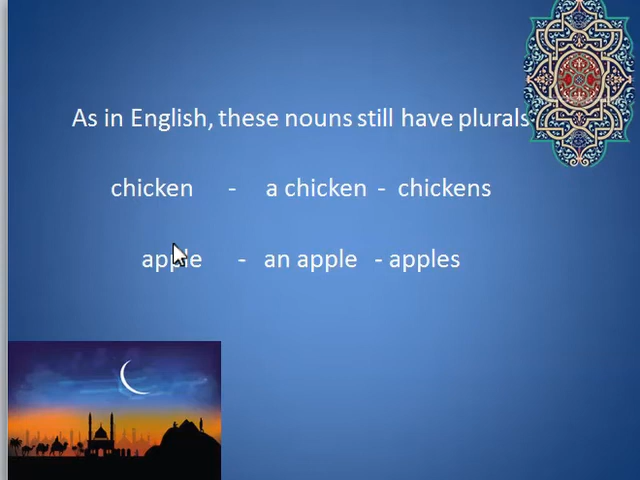 As in English, these nouns still have plurals
chicken - a chicken - chickens
apple - an apple - apples